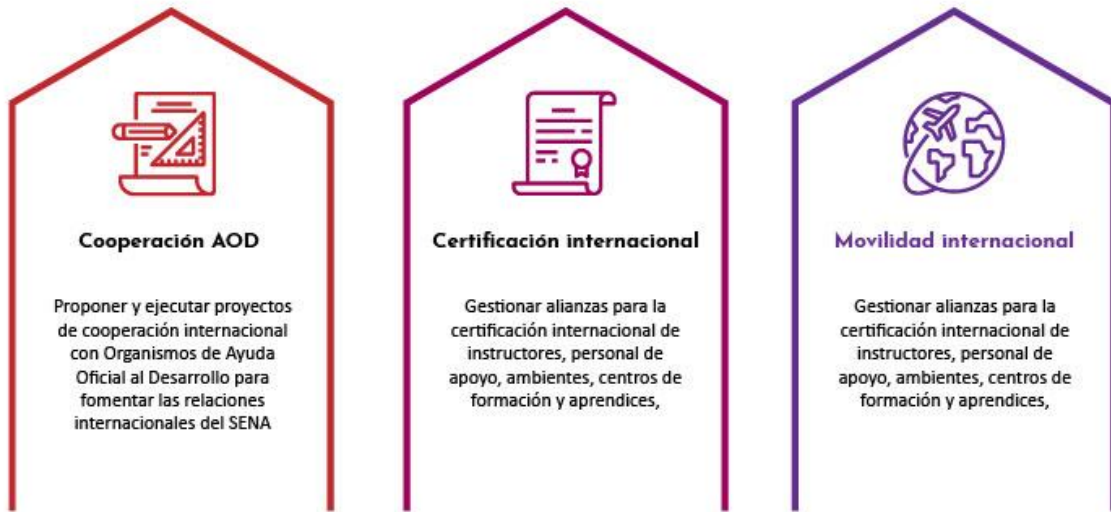 Cooperación AOD
Proponer y ejecutar proyectos
de cooperación internacional
con Organismos de Ayuda
Oficial al Desarrollo para
fomentar las relaciones
internacionales del SENA
Certificación internacional
Gestionar alianzas para la
certificación internacional de
instructores, personal de
apoyo, ambientes, centros de
formación y aprendices,
Movilidad internacional
Gestionar alianzas para la
certificación internacional de
instructores, personal de
apoyo, ambientes, centros de
formación y aprendices,